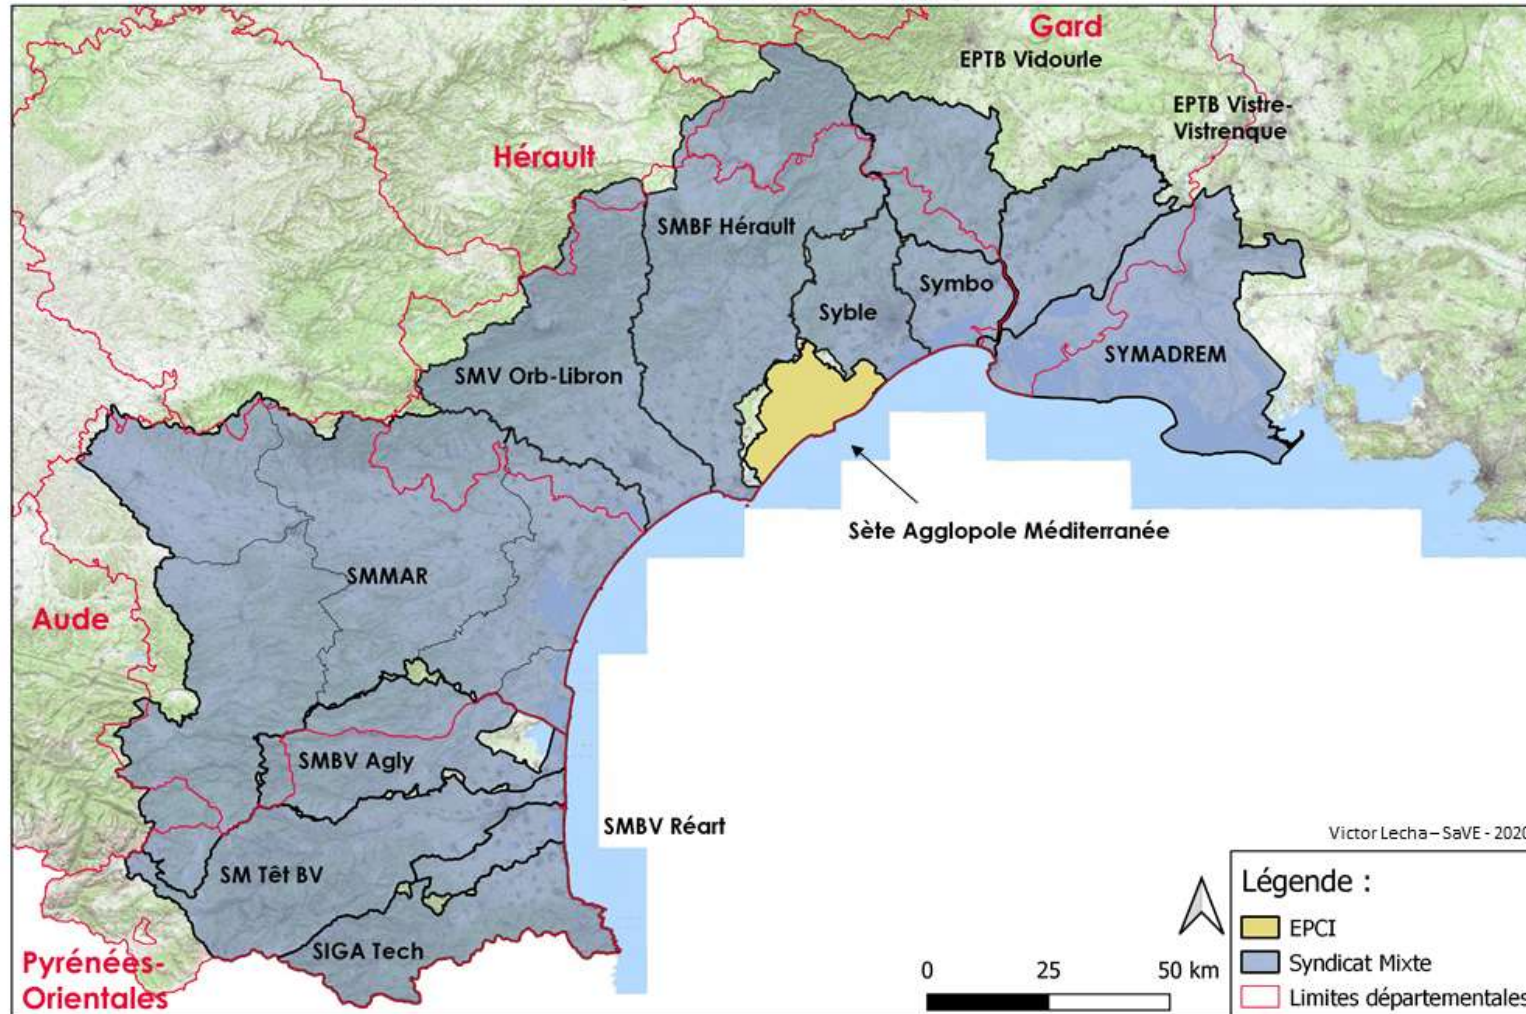 Gard
EPTB Vidourle
EPTB Vistre-
Vistrenque
Hérault
SMBF Hérault
Symbo
Syble
SYMADREM
SMV Orb-Libron
Sète Agglopole Méditerranée
SMMAR
Aude
SMBV Agly
SMBV Réart
SM Têt BV
SIGA Tech
Pyrénées-
Orientales
Victor Lecha – SaVE - 2020
Légende :
EPCI
Syndicat Mixte
Limites départementales
0 25 50 km